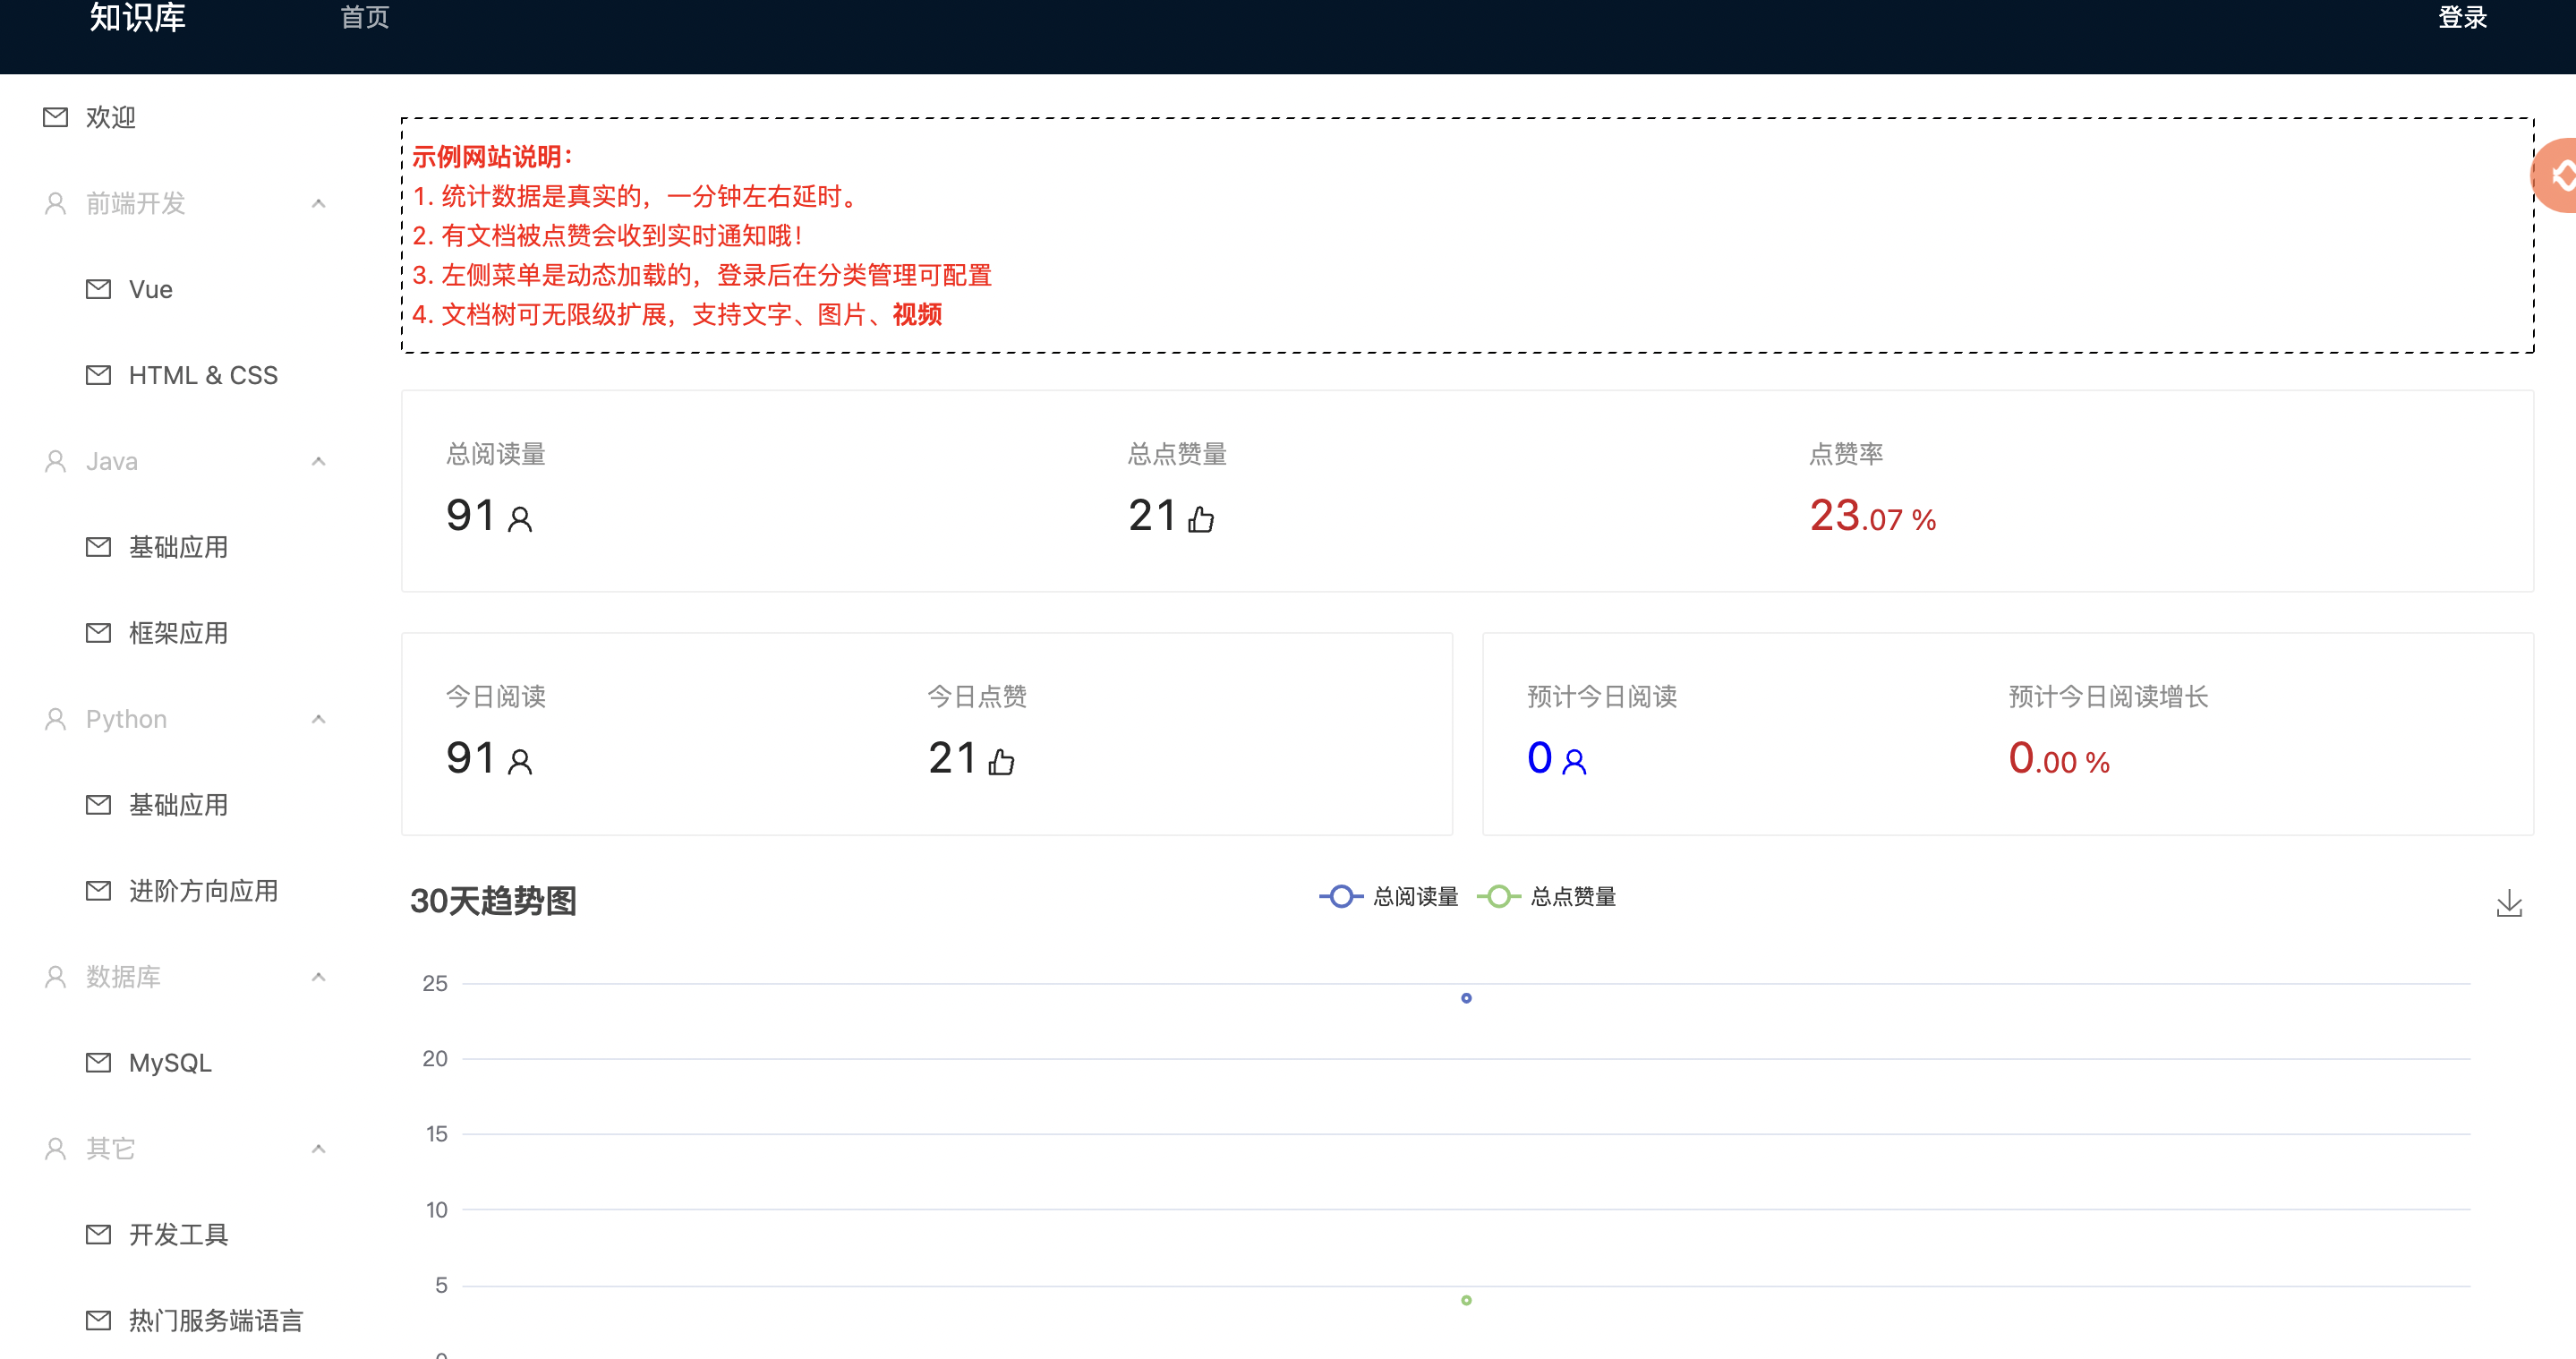 知识库 首页 登录
欢迎
前端开发
Vue
HTML & CSS
Java
基础应用
框架应用
Python
基础应用
进阶方向应用
数据库
MySQL
其它
开发工具
热门服务端语言
示例网站说明：
1. 统计数据是真实的，一分钟左右延时。
2. 有文档被点赞会收到实时通知哦！
3. 左侧菜单是动态加载的，登录后在分类管理可配置
4. 文档树可无限级扩展，支持文字、图片、视频
总阅读量 总点赞量 点赞率
91 21 23.07 %
今日阅读 今日点赞 预计今日阅读 预计今日阅读增长
91 21 0 0.00 %
30天趋势图 总阅读量 总点赞量
25
20
15
10
5